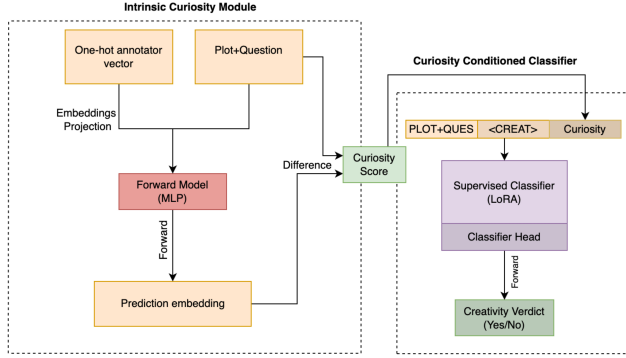 Intrinsic Curiosity Module
One-hot annotator
vector
Plot+Question
Embeddings
Projection
Forward Model
(MLP)
Forward
Prediction embedding
Difference
Curiosity
Score
Curiosity Conditioned Classifier
PLOT+QUES
<CREAT>
Curiosity
Supervised Classifier
(LoRA)
Classifier Head
Forward
Creativity Verdict
(Yes/No)